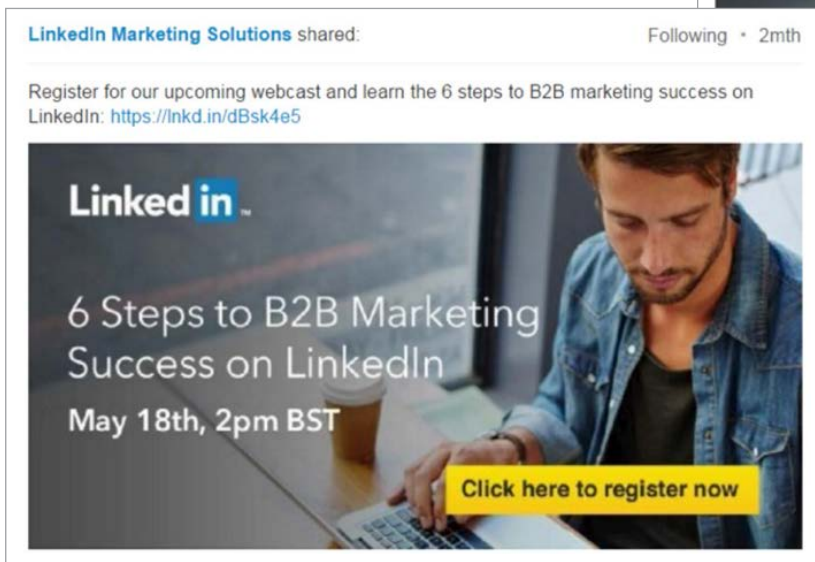 LinkedIn Marketing Solutions shared:
Following • 2mth
Register for our upcoming webcast and learn the 6 steps to B2B marketing success on
LinkedIn: https://lnkd.in/dBsk4e5
Linked in ™
6 Steps to B2B Marketing
Success on LinkedIn
May 18th, 2pm BST
Click here to register now